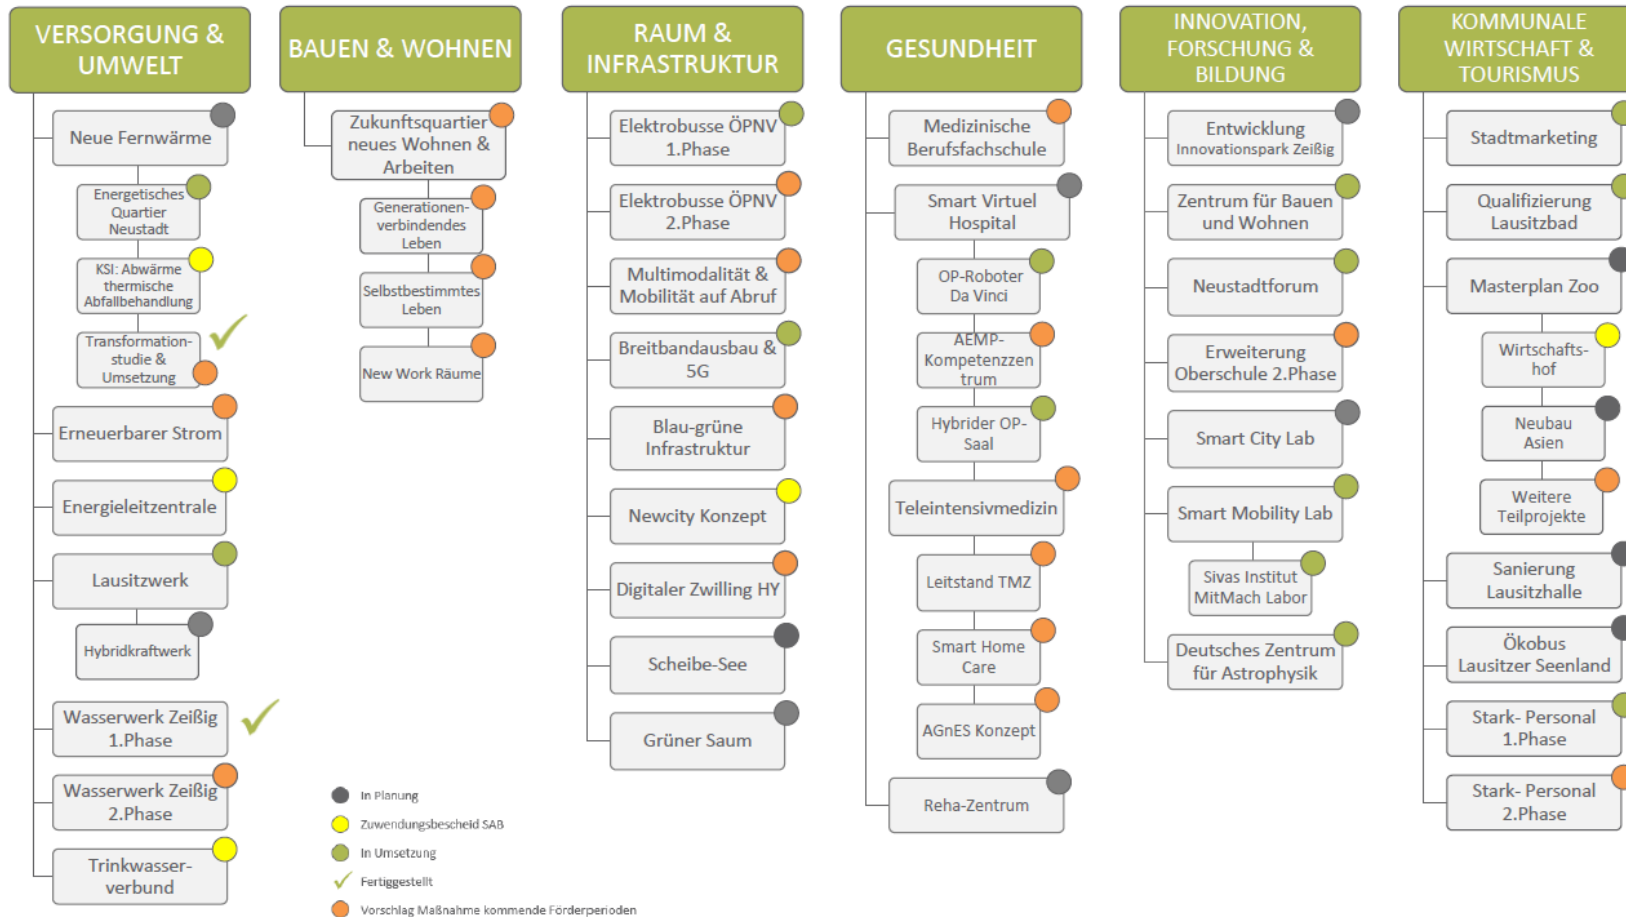 VERSORGUNG &
UMWELT
Neue Fernwärme
Energetisches
Quartier
Neustadt
KSI: Abwärme
thermische
Abfallbehandlung
Transformation-
studie &
Umsetzung
Erneuerbarer Strom
Energieleitzentrale
Lausitzwerk
Hybridkraftwerk
Wasserwerk Zeißig
1.Phase
Wasserwerk Zeißig
2.Phase
Trinkwasser-
verbund
BAUEN & WOHNEN
Zukunftsquartier
neues Wohnen &
Arbeiten
Generationen-
verbindendes
Leben
Selbstbestimmtes
Leben
New Work Räume
RAUM &
INFRASTRUKTUR
Elektrobusse ÖPNV
1.Phase
Elektrobusse ÖPNV
2.Phase
Multimodalität &
Mobilität auf Abruf
Breitbandausbau &
5G
Blau-grüne
Infrastruktur
Newcity Konzept
Digitaler Zwilling HY
Scheibe-See
Grüner Saum
GESUNDHEIT
Medizinische
Berufsfachschule
Smart Virtuel
Hospital
OP-Roboter
Da Vinci
AEMP-
Kompetenzzen
trum
Hybrider OP-
Saal
Teleintensivmedizin
Leitstand TMZ
Smart Home
Care
AGnES Konzept
Reha-Zentrum
INNOVATION,
FORSCHUNG &
BILDUNG
Entwicklung
Innovationspark Zeißig
Zentrum für Bauen
und Wohnen
Neustadtforum
Erweiterung
Oberschule 2.Phase
Smart City Lab
Smart Mobility Lab
Sivas Institut
MitMach Labor
Deutsches Zentrum
für Astrophysik
KOMMUNALE
WIRTSCHAFT &
TOURISMUS
Stadtmarketing
Qualifizierung
Lausitzbad
Masterplan Zoo
Wirtschafts-
hof
Neubau
Asien
Weitere
Teilprojekte
Sanierung
Lausitzhalle
Ökobus
Lausitzer Seenland
Stark- Personal
1.Phase
Stark- Personal
2.Phase
In Planung
Zuwendungsbescheid SAB
In Umsetzung
Fertiggestellt
Vorschlag Maßnahme kommende Förderperioden